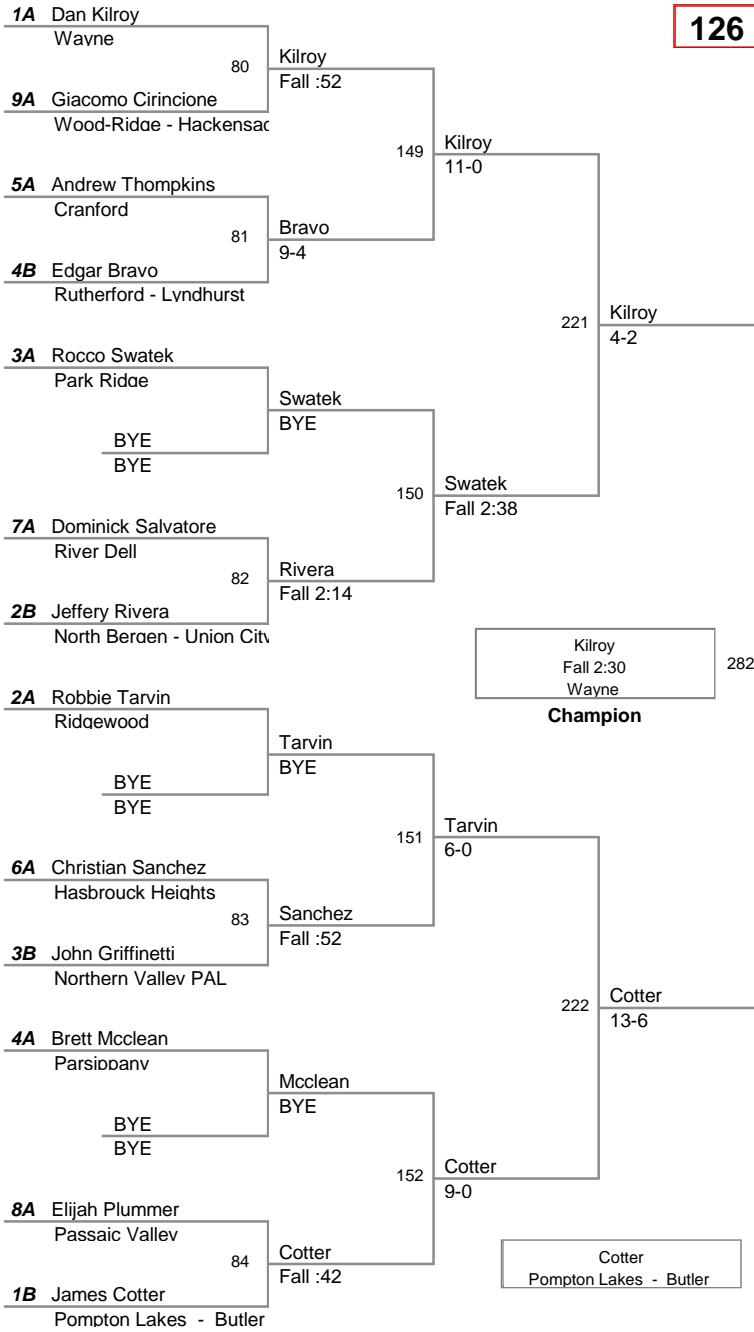 126
1A Dan Kilroy
Wayne
80
Kilroy
Fall :52
9A Giacomo Cirincione
Wood-Ridge - Hackensac
149
Kilroy
11-0
5A Andrew Thompkins
Cranford
81
Bravo
9-4
4B Edgar Bravo
Rutherford - Lyndhurst
221
Kilroy
4-2
3A Rocco Swatek
Park Ridge
Swatek
BYE
BYE
BYE
150
Swatek
Fall 2:38
7A Dominick Salvatore
River Dell
82
Rivera
Fall 2:14
2B Jeffery Rivera
North Bergen - Union City
Kilroy
Fall 2:30
Wayne
282
Champion
2A Robbie Tarvin
Ridgewood
Tarvin
BYE
BYE
BYE
151
Tarvin
6-0
6A Christian Sanchez
Hasbrouck Heights
83
Sanchez
Fall :52
3B John Griffinetti
Northern Valley PAL
222
Cotter
13-6
4A Brett Mcclean
Parsippany
Mcclean
BYE
BYE
BYE
152
Cotter
9-0
8A Elijah Plummer
Passaic Valley
84
Cotter
Fall :42
1B James Cotter
Pompton Lakes - Butler
Cotter
Pompton Lakes - Butler